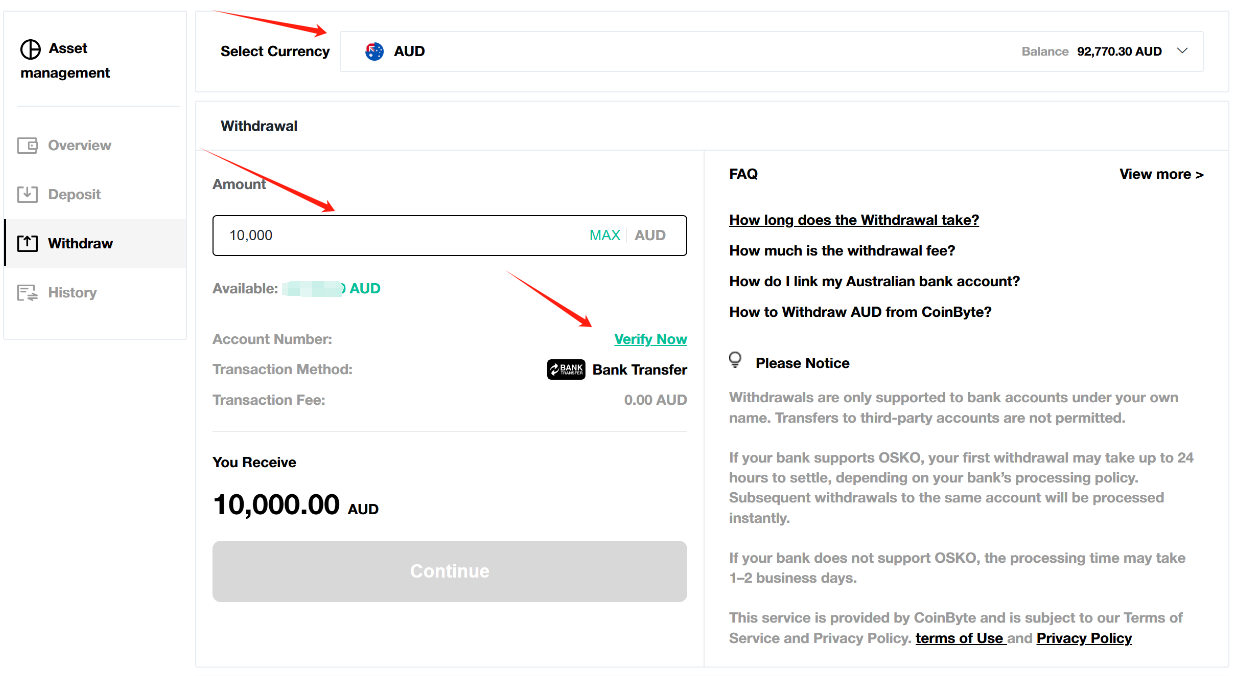 Asset
management
Overview
Deposit
Withdraw
History
Select Currency
AUD
Balance 92,770.30 AUD
Withdrawal
Amount
10,000
MAX
AUD
Available: AUD
Account Number:
Verify Now
Transaction Method:
BANK
TRANSFER
Bank Transfer
Transaction Fee:
0.00 AUD
You Receive
10,000.00 AUD
Continue
FAQ
View more >
How long does the Withdrawal take?
How much is the withdrawal fee?
How do I link my Australian bank account?
How to Withdraw AUD from CoinByte?
Please Notice
Withdrawals are only supported to bank accounts under your own
name. Transfers to third-party accounts are not permitted.
If your bank supports OSKO, your first withdrawal may take up to 24
hours to settle, depending on your bank’s processing policy.
Subsequent withdrawals to the same account will be processed
instantly.
If your bank does not support OSKO, the processing time may take
1–2 business days.
This service is provided by CoinByte and is subject to our Terms of
Service and Privacy Policy. terms of Use and Privacy Policy